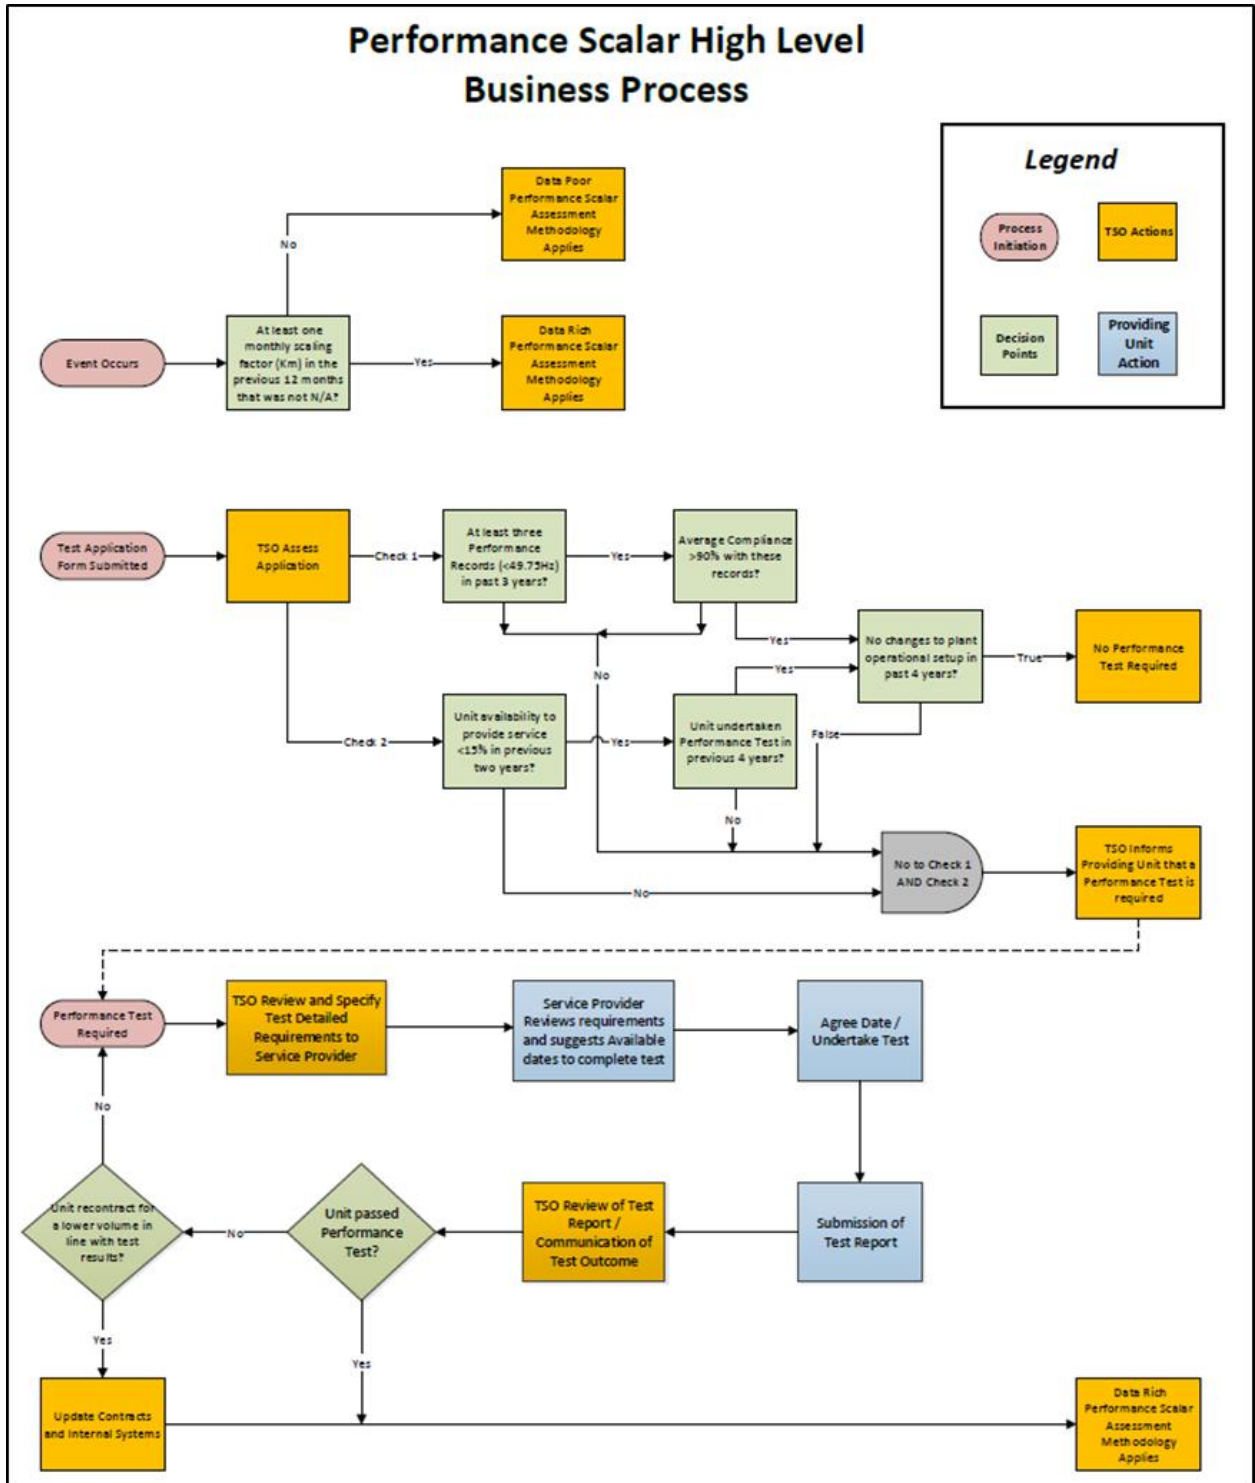 Performance Scalar High Level
Business Process
Legend
Process
Initiation
TSO Actions
Decision
Points
Providing
Unit
Action
Data Poor
Performance Scalar
Assessment
Methodology
Applies
No
Event Occurs
At least one
monthly scaling
factor (Km) in the
previous 12 months
that was not N/A?
Yes
Data Rich
Performance Scalar
Assessment
Methodology
Applies
Test Application
Form Submitted
TSO Assess
Application
Check 1
At least three
Performance
Records (<49.75Hz)
in past 3 years?
Yes
Average Compliance
>90% with these
records?
Yes
No
No changes to plant
operational setup in
past 4 years?
True
No Performance
Test Required
Check 2
Unit availability to
provide service
<15% in previous
two years?
Yes
Unit undertaken
Performance Test in
previous 4 years?
Yes
False
No
No
No to Check 1
AND Check 2
TSO Informs
Providing Unit that a
Performance Test is
required
Performance Test
Required
TSO Review and Specify
Test Detailed
Requirements to
Service Provider
Service Provider
Reviews requirements
and suggests Available
dates to complete test
Agree Date /
Undertake Test
No
Unit recontract for
a lower volume in
line with test
results?
No
Unit passed
Performance
Test?
TSO Review of Test
Report /
Communication of
Test Outcome
Submission of
Test Report
Yes
Yes
Update Contracts
and Internal Systems
Data Rich
Performance Scalar
Assessment
Methodology
Applies